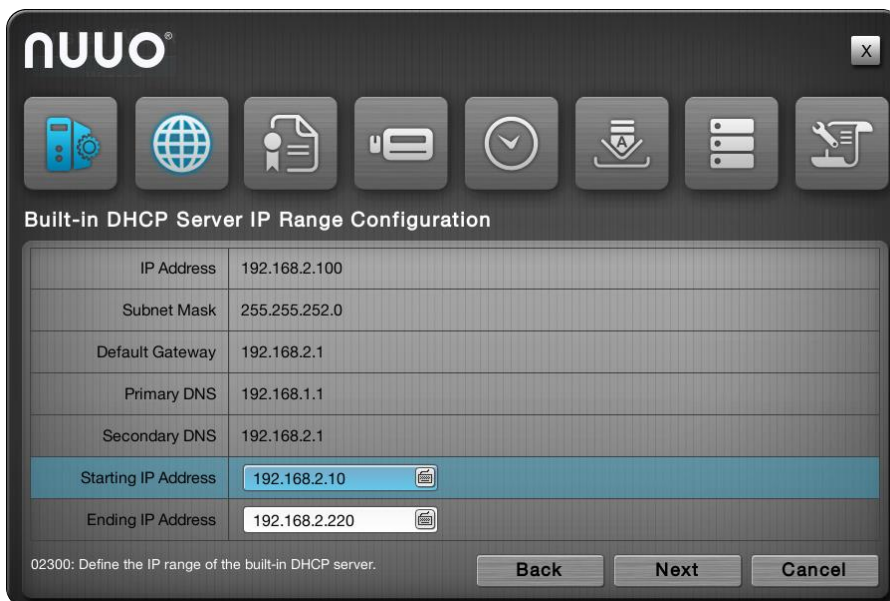 NUUO®
X
A
Built-in DHCP Server IP Range Configuration
IP Address 192.168.2.100
Subnet Mask 255.255.252.0
Default Gateway 192.168.2.1
Primary DNS 192.168.1.1
Secondary DNS 192.168.2.1
Starting IP Address 192.168.2.10
Ending IP Address 192.168.2.220
02300: Define the IP range of the built-in DHCP server.
Back Next Cancel